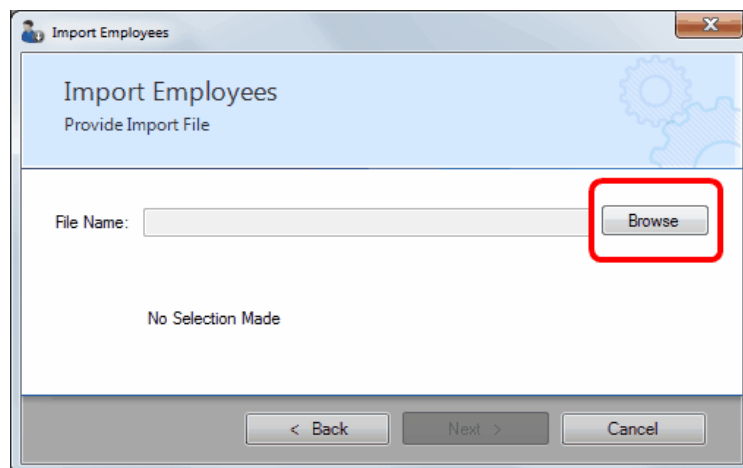 Import Employees
Import Employees
Provide Import File
File Name:
Browse
No Selection Made
< Back
Next >
Cancel